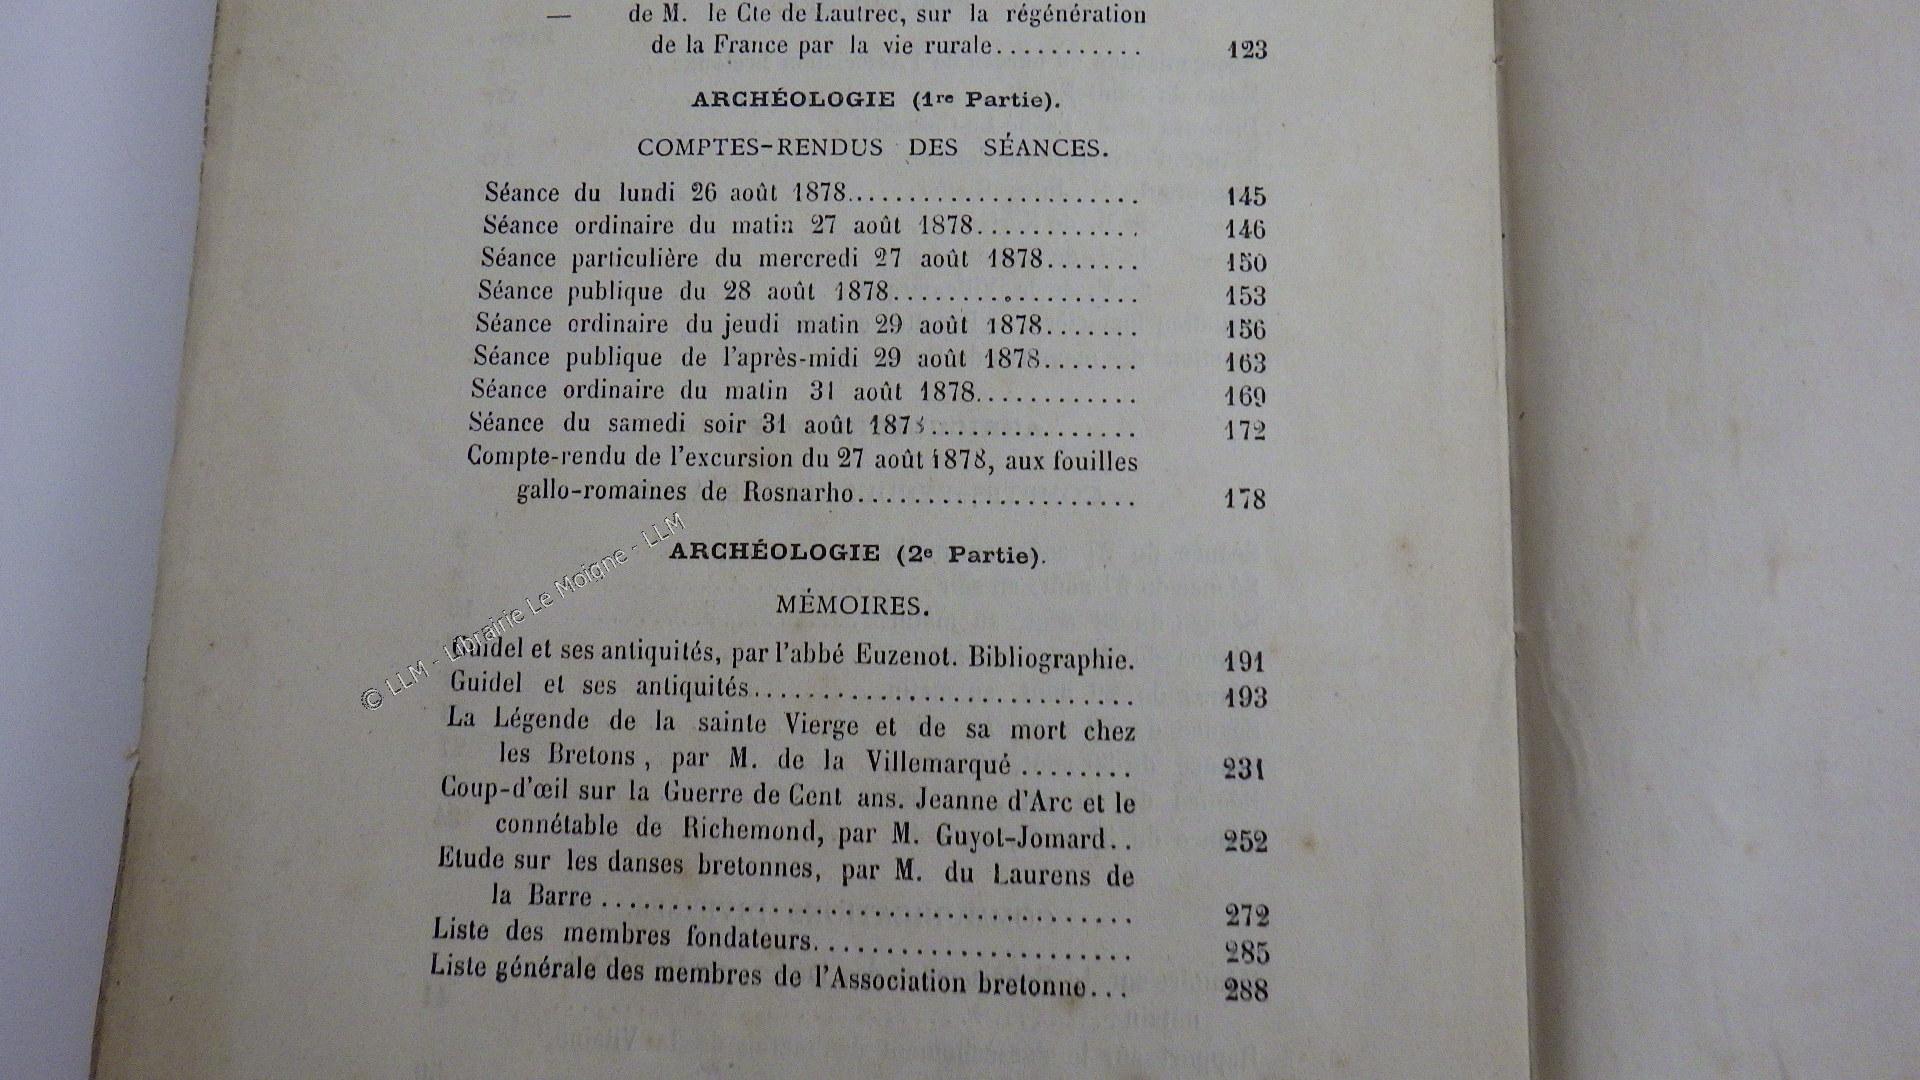 — de M. le Cte de Lautrec, sur la régénération
de la France par la vie rurale........... 123
ARCHÉOLOGIE (1re Partie).
COMPTES-RENDUS DES SÉANCES.
Séance du lundi 26 août 1878...................... 145
Séance ordinaire du matin 27 août 1878............ 146
Séance particulière du mercredi 27 août 1878....... 150
Séance publique du 28 août 1878.................. 153
Séance ordinaire du jeudi matin 29 août 1878....... 156
Séance publique de l'après-midi 29 août 1878....... 163
Séance ordinaire du matin 31 août 1878............ 169
Séance du samedi soir 31 août 1878............... 172
Compte-rendu de l'excursion du 27 août 1878, aux fouilles
gallo-romaines de Rosnarho.................... 178
ARCHÉOLOGIE (2e Partie).
MÉMOIRES.
Guidel et ses antiquités, par l'abbé Euzenot. Bibliographie. 191
Guidel et ses antiquités............................ 193
La Légende de la sainte Vierge et de sa mort chez
les Bretons, par M. de la Villemarqué........ 231
Coup-d'œil sur la Guerre de Cent ans. Jeanne d'Arc et le
connétable de Richemond, par M. Guyot-Jomard.. 252
Etude sur les danses bretonnes, par M. du Laurens de
la Barre...................................... 272
Liste des membres fondateurs....................... 285
Liste générale des membres de l'Association bretonne... 288
© LLM - Librairie Le Moigne - LLM